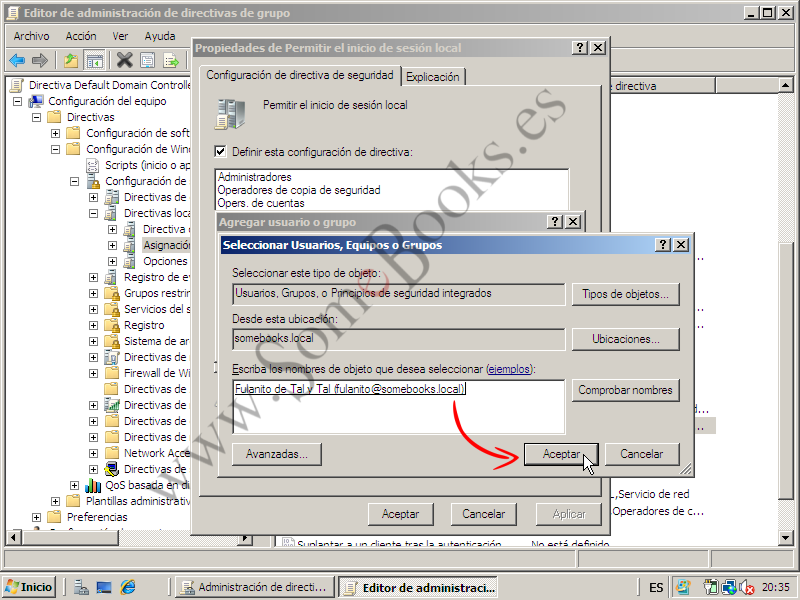 Editor de administración de directivas de grupo
Archivo Acción Ver Ayuda
Directiva Default Domain Controlle
Configuración del equipo
Directivas
Configuración de soft
Configuración de Wind
Scripts (inicio o ap
Configuración de
Directivas de
Directivas loca
Directiva
Asignación
Opciones
Registro de ev
Grupos restrin
Servicios del s
Registro
Sistema de ar
Directivas de
Firewall de Wi
Directivas de
Directivas de
Directivas de
Directivas de
Network Acce
Directivas de
QoS basada en di
Plantillas administrativ
Preferencias
directiva
,Servicio de red
Operadores de c...
Suplantar a un cliente tras la autenticación
No está definido
Propiedades de Permitir el inicio de sesión local
Configuración de directiva de seguridad
Explicación
Permitir el inicio de sesión local
Definir esta configuración de directiva:
Administradores
Operadores de copia de seguridad
Opers. de cuentas
Aceptar Cancelar Aplicar
Agregar usuario o grupo
Seleccionar Usuarios, Equipos o Grupos
Seleccionar este tipo de objeto:
Usuarios, Grupos, o Principios de seguridad integrados
Tipos de objetos...
Desde esta ubicación:
somebooks.local
Ubicaciones...
Escriba los nombres de objeto que desea seleccionar (ejemplos):
Fulanito de Tal y Tal (fulanito@somebooks.local)
Comprobar nombres
Avanzadas...
Aceptar
Cancelar
www.SomeBooks.es
Inicio
Administración de directi...
Editor de administraci...
ES
20:35